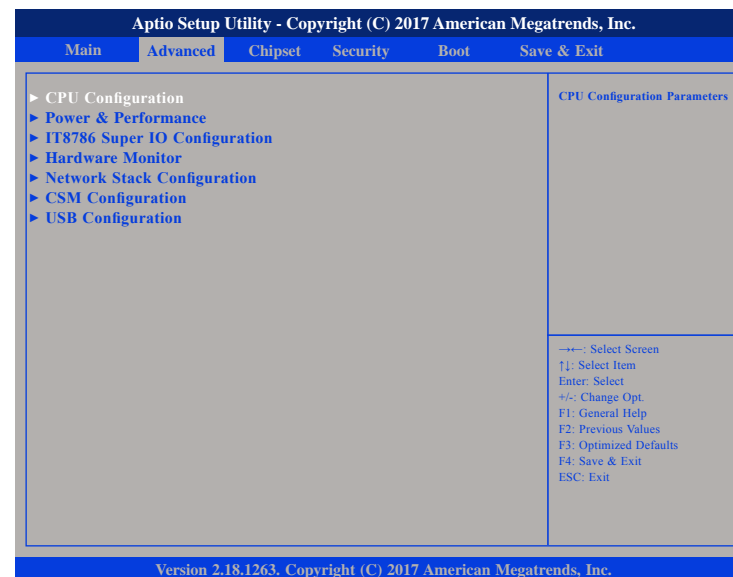 Aptio Setup Utility - Copyright (C) 2017 American Megatrends, Inc.
Main Advanced Chipset Security Boot Save & Exit
► CPU Configuration
► Power & Performance
► IT8786 Super IO Configuration
► Hardware Monitor
► Network Stack Configuration
► CSM Configuration
► USB Configuration
CPU Configuration Parameters
→←: Select Screen
↑↓: Select Item
Enter: Select
+/-: Change Opt.
F1: General Help
F2: Previous Values
F3: Optimized Defaults
F4: Save & Exit
ESC: Exit
Version 2.18.1263. Copyright (C) 2017 American Megatrends, Inc.